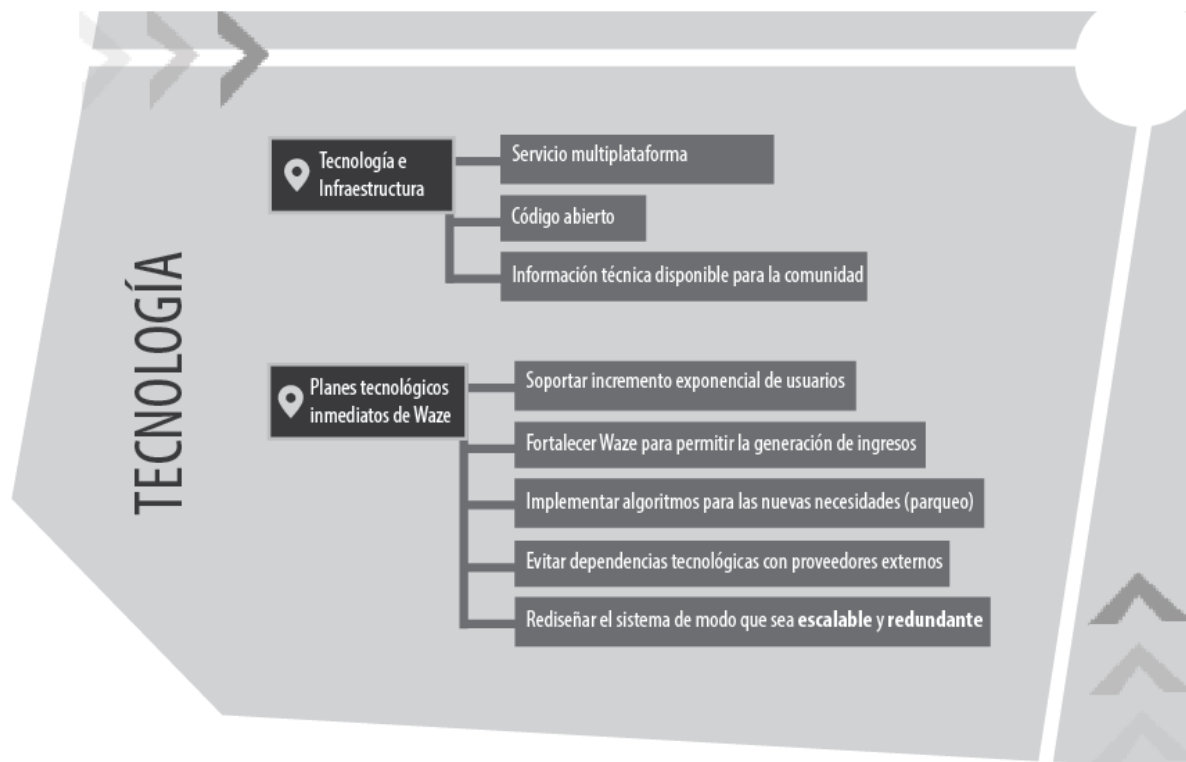 TECNOLOGÍA
Tecnología e
Infraestructura
Servicio multiplataforma
Código abierto
Información técnica disponible para la comunidad
Planes tecnológicos
inmediatos de Waze
Soportar incremento exponencial de usuarios
Fortalecer Waze para permitir la generación de ingresos
Implementar algoritmos para las nuevas necesidades (parqueo)
Evitar dependencias tecnológicas con proveedores externos
Rediseñar el sistema de modo que sea escalable y redundante